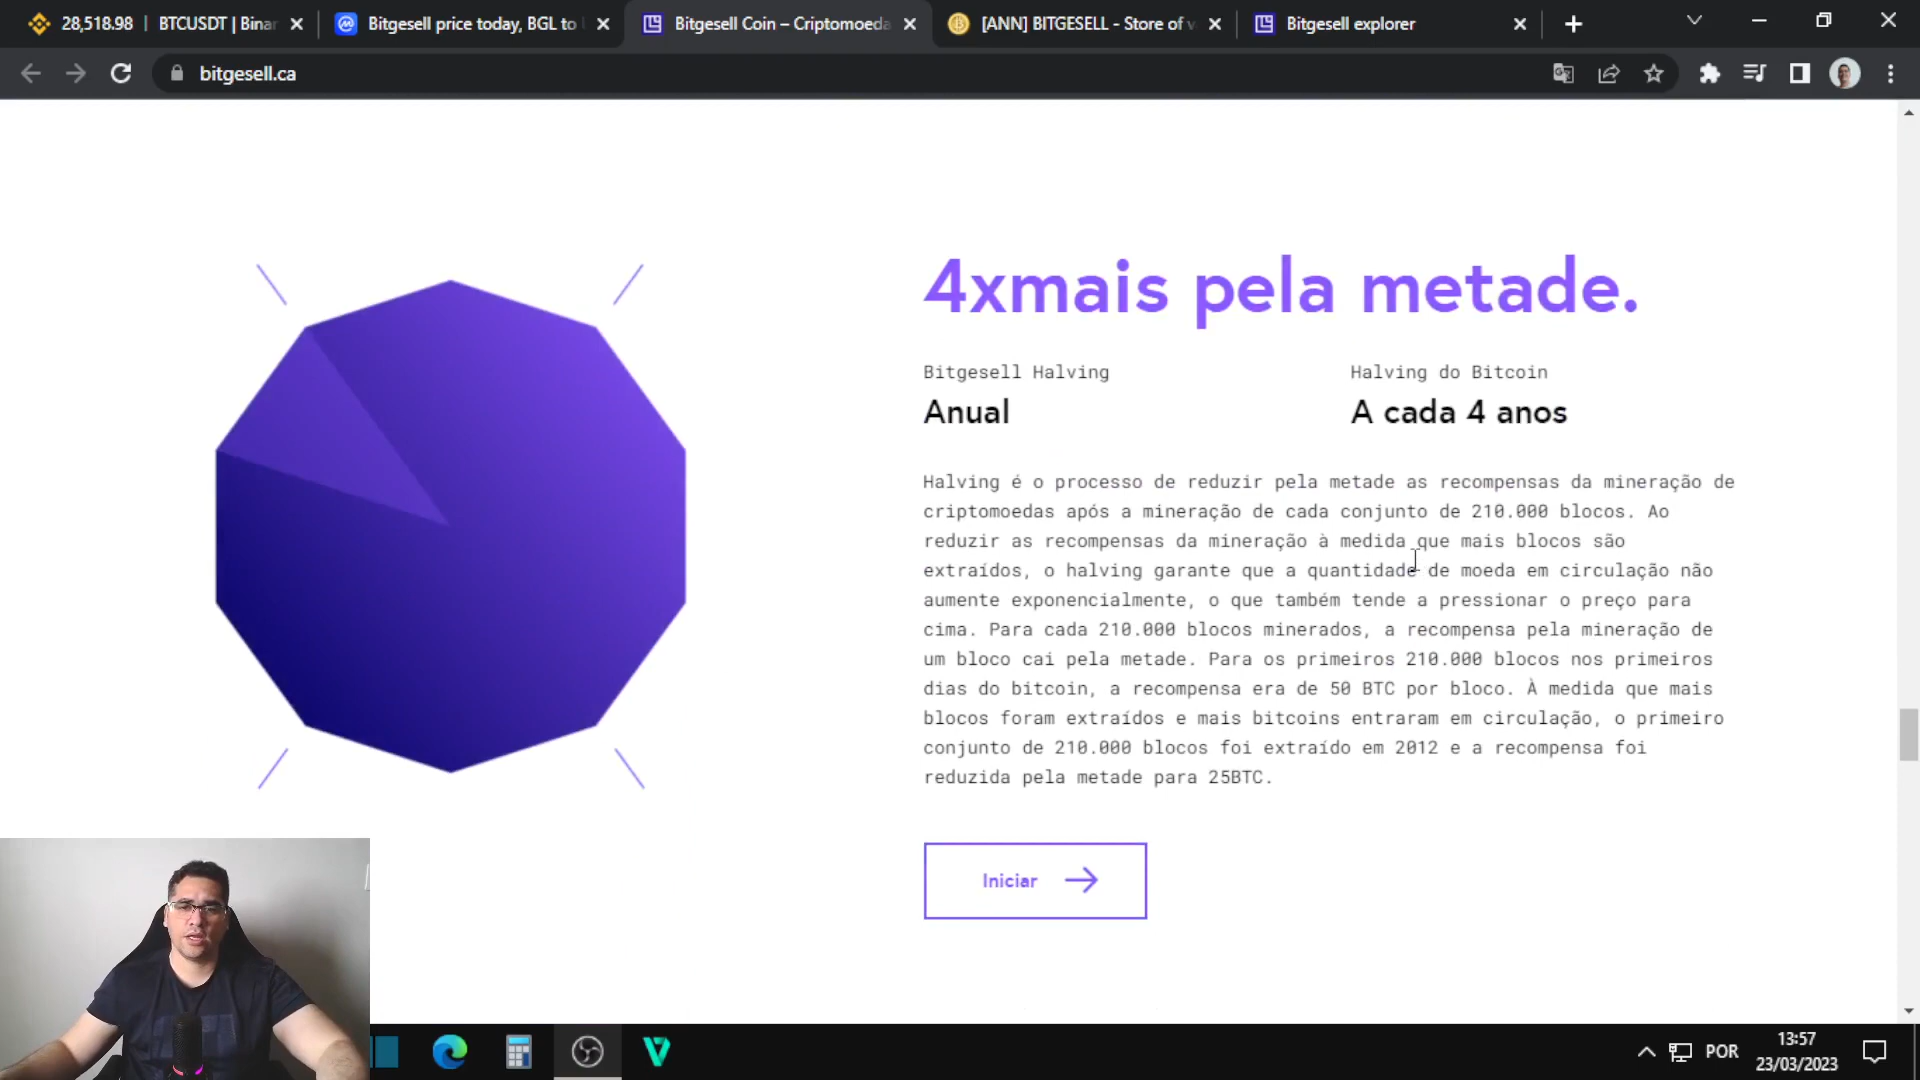 28,518.98 | BTCUSDT | Binan
Bitgesell price today, BGL to
Bitgesell Coin – Criptomoeda
[ANN] BITGESELL - Store of v
Bitgesell explorer
bitgesell.ca
4xmais pela metade.
Bitgesell Halving
Anual
Halving do Bitcoin
A cada 4 anos
Halving é o processo de reduzir pela metade as recompensas da mineração de
criptomoedas após a mineração de cada conjunto de 210.000 blocos. Ao
reduzir as recompensas da mineração à medida que mais blocos são
extraídos, o halving garante que a quantidade de moeda em circulação não
aumente exponencialmente, o que também tende a pressionar o preço para
cima. Para cada 210.000 blocos minerados, a recompensa pela mineração de
um bloco cai pela metade. Para os primeiros 210.000 blocos nos primeiros
dias do bitcoin, a recompensa era de 50 BTC por bloco. À medida que mais
blocos foram extraídos e mais bitcoins entraram em circulação, o primeiro
conjunto de 210.000 blocos foi extraído em 2012 e a recompensa foi
reduzida pela metade para 25BTC.
Iniciar
POR
13:57
23/03/2023